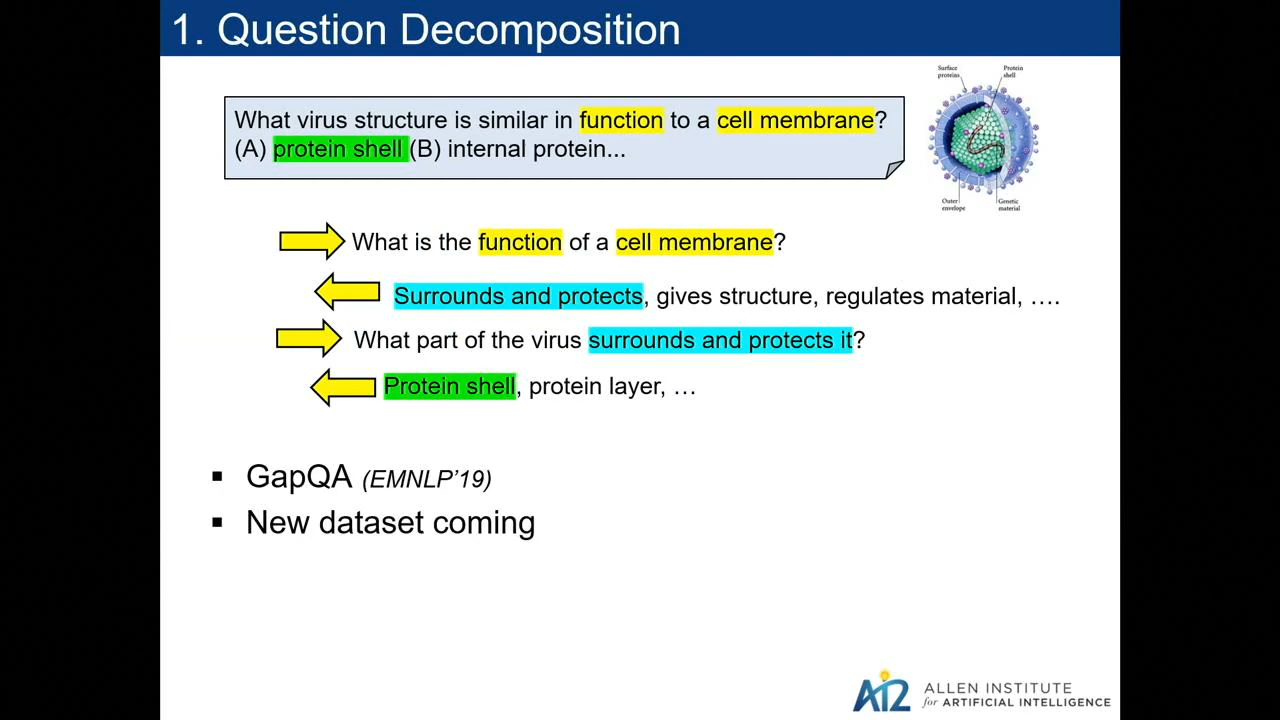 1. Question Decomposition
What virus structure is similar in function to a cell membrane?
(A) protein shell (B) internal protein...
Surface proteins
Protein shell
Outer envelope
Genetic material
What is the function of a cell membrane?
Surrounds and protects, gives structure, regulates material, ….
What part of the virus surrounds and protects it?
Protein shell, protein layer, …
▪ GapQA (EMNLP’19)
▪ New dataset coming
AI2
ALLEN INSTITUTE
for ARTIFICIAL INTELLIGENCE